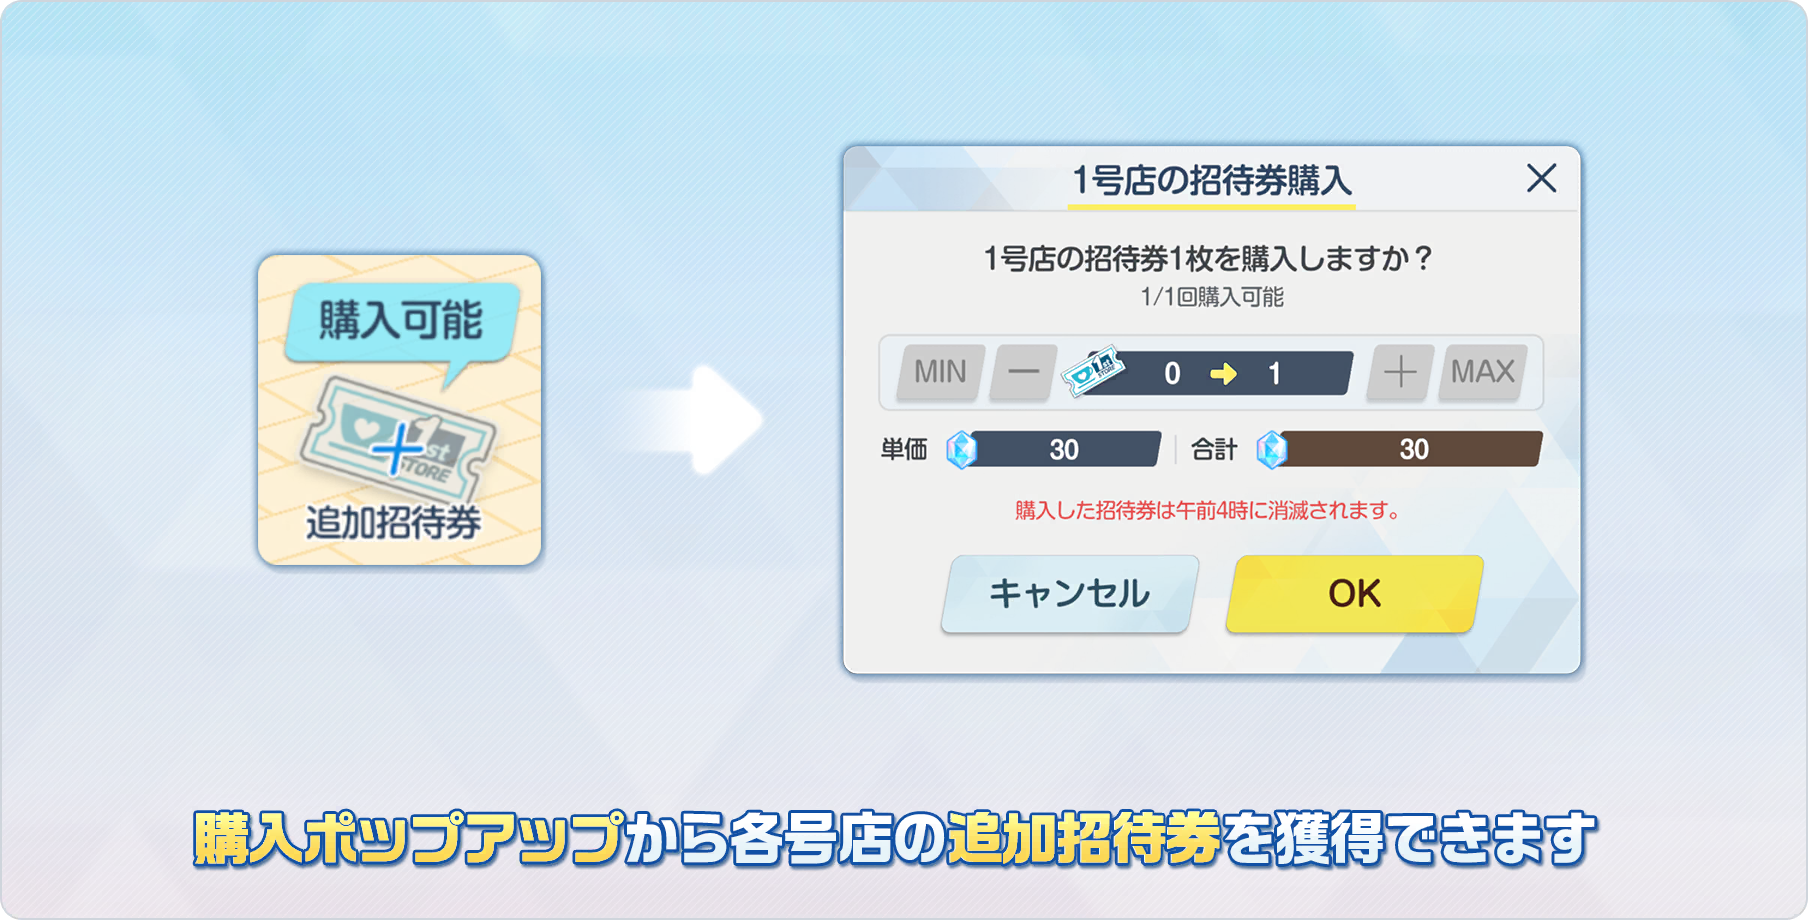 購入可能
1st
STORE
追加招待券
1号店の招待券購入
1号店の招待券1枚を購入しますか？
1/1回購入可能
MIN － 1st STORE 0 → 1 ＋ MAX
単価 30 合計 30
購入した招待券は午前4時に消滅されます。
キャンセル OK
購入ポップアップから各号店の追加招待券を獲得できます